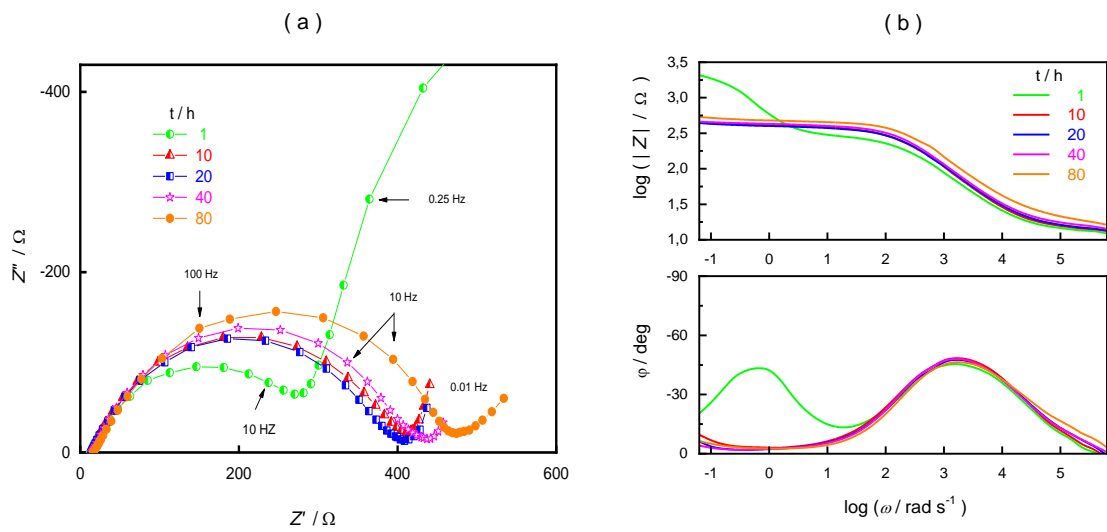 ( a )
-400
-200
0
0
200
400
600
Z″ / Ω
Z′ / Ω
t / h
1
10
20
40
80
0.25 Hz
100 Hz
10 Hz
0.01 Hz
10 HZ
( b )
3,5
3,0
2,5
2,0
1,5
1,0
log ( | Z | / Ω )
-1
0
1
2
3
4
5
t / h
1
10
20
40
80
-90
-60
-30
0
φ / deg
-1
0
1
2
3
4
5
log (ω / rad s⁻¹)